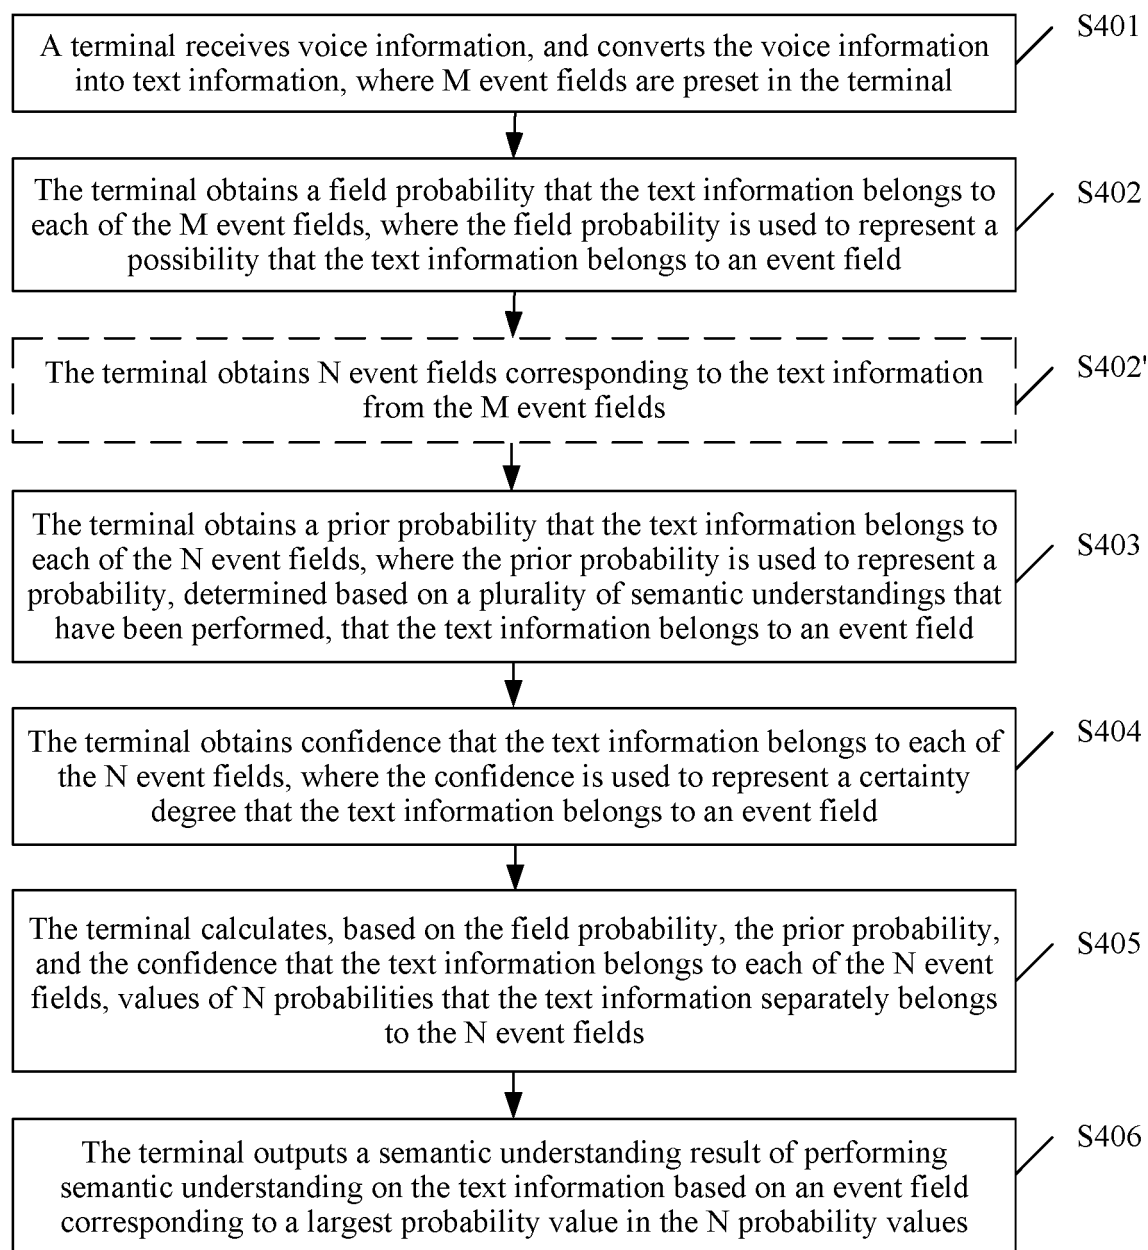 A terminal receives voice information, and converts the voice information
into text information, where M event fields are preset in the terminal
S401
The terminal obtains a field probability that the text information belongs to
each of the M event fields, where the field probability is used to represent a
possibility that the text information belongs to an event field
S402
The terminal obtains N event fields corresponding to the text information
from the M event fields
S402'
The terminal obtains a prior probability that the text information belongs to
each of the N event fields, where the prior probability is used to represent a
probability, determined based on a plurality of semantic understandings that
have been performed, that the text information belongs to an event field
S403
The terminal obtains confidence that the text information belongs to each of
the N event fields, where the confidence is used to represent a certainty
degree that the text information belongs to an event field
S404
The terminal calculates, based on the field probability, the prior probability,
and the confidence that the text information belongs to each of the N event
fields, values of N probabilities that the text information separately belongs
to the N event fields
S405
The terminal outputs a semantic understanding result of performing
semantic understanding on the text information based on an event field
corresponding to a largest probability value in the N probability values
S406